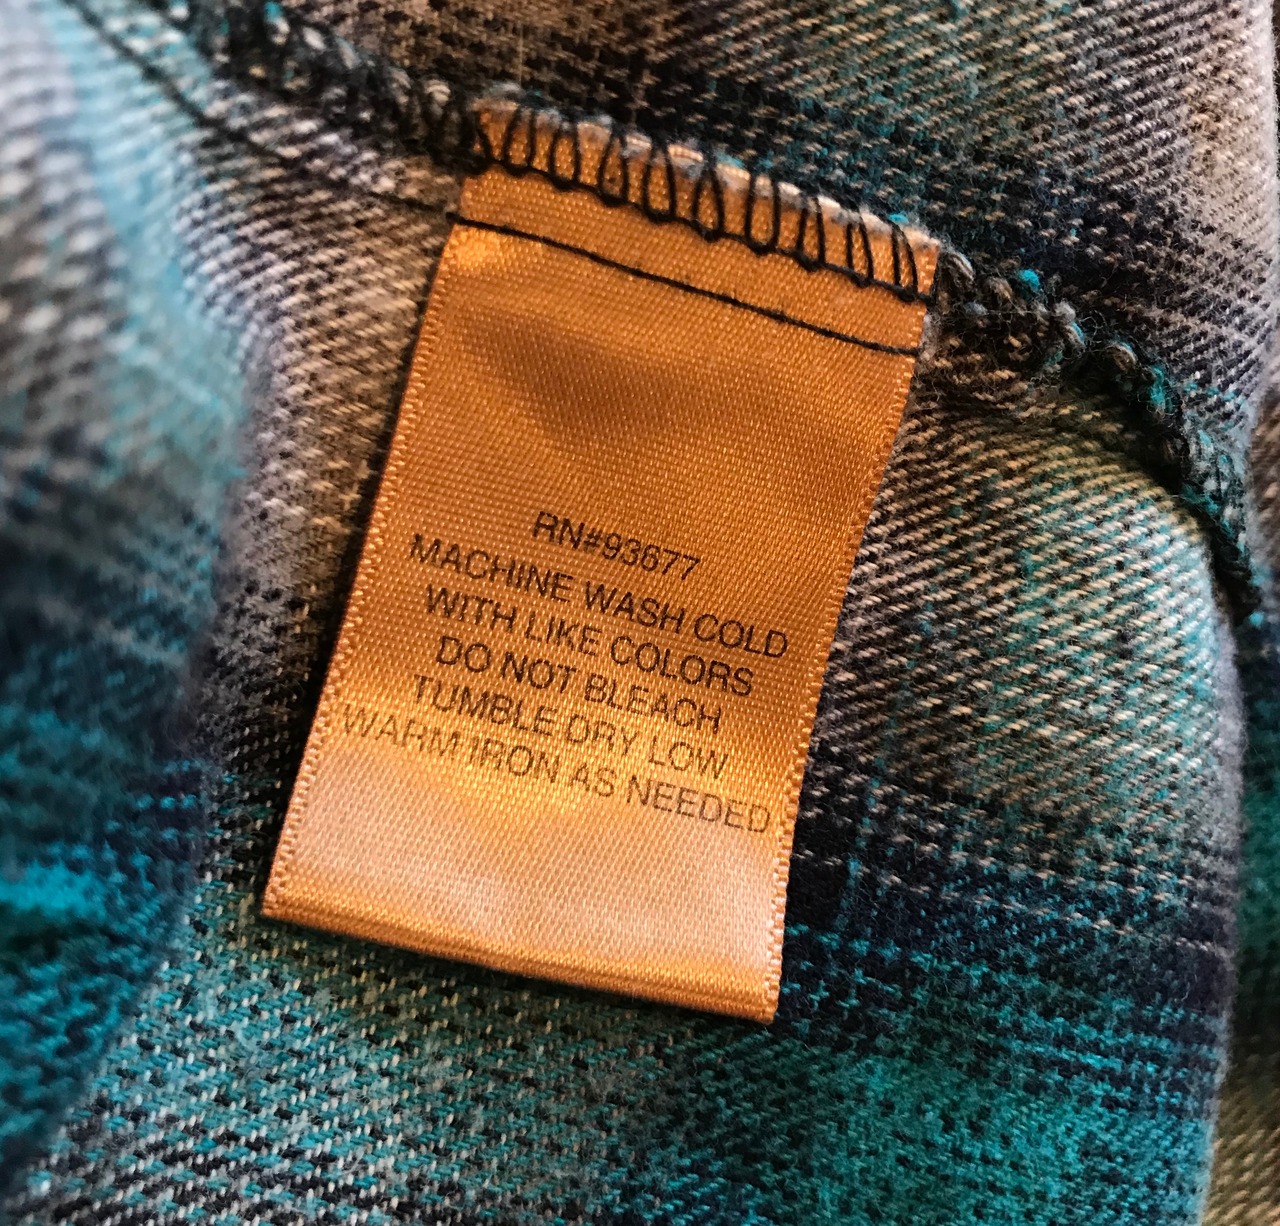 RN#93677
MACHINE WASH COLD
WITH LIKE COLORS
DO NOT BLEACH
TUMBLE DRY LOW
WARM IRON AS NEEDED